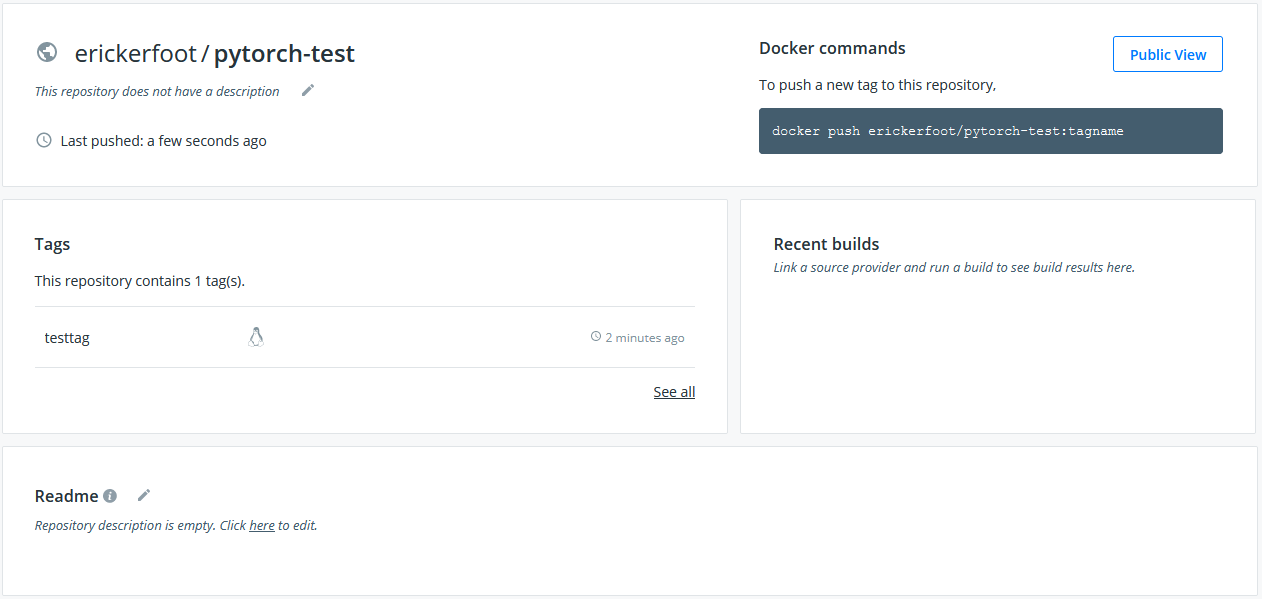 erickerfoot / pytorch-test
This repository does not have a description
Last pushed: a few seconds ago
Docker commands
Public View
To push a new tag to this repository,
docker push erickerfoot/pytorch-test:tagname
Tags
This repository contains 1 tag(s).
testtag
2 minutes ago
See all
Recent builds
Link a source provider and run a build to see build results here.
Readme
Repository description is empty. Click here to edit.